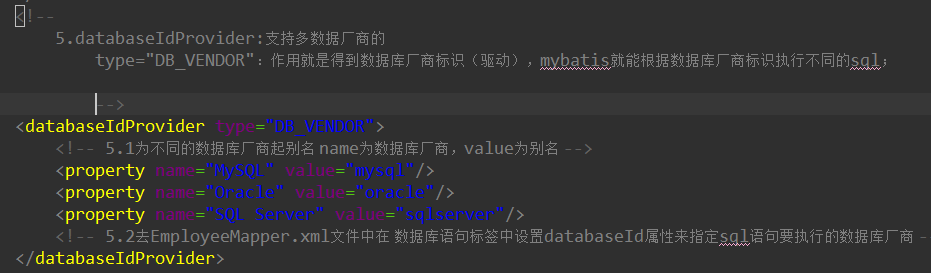 <!--
5.databaseIdProvider:支持多数据厂商的
type="DB_VENDOR"：作用就是得到数据库厂商标识（驱动），mybatis就能根据数据库厂商标识执行不同的sql；
-->
<databaseIdProvider type="DB_VENDOR">
<!-- 5.1为不同的数据库厂商起别名 name为数据库厂商，value为别名 -->
<property name="MySQL" value="mysql"/>
<property name="Oracle" value="oracle"/>
<property name="SQL Server" value="sqlserver"/>
<!-- 5.2去EmployeeMapper.xml文件中在 数据库语句标签中设置databaseId属性来指定sql语句要执行的数据库厂商 -
</databaseIdProvider>